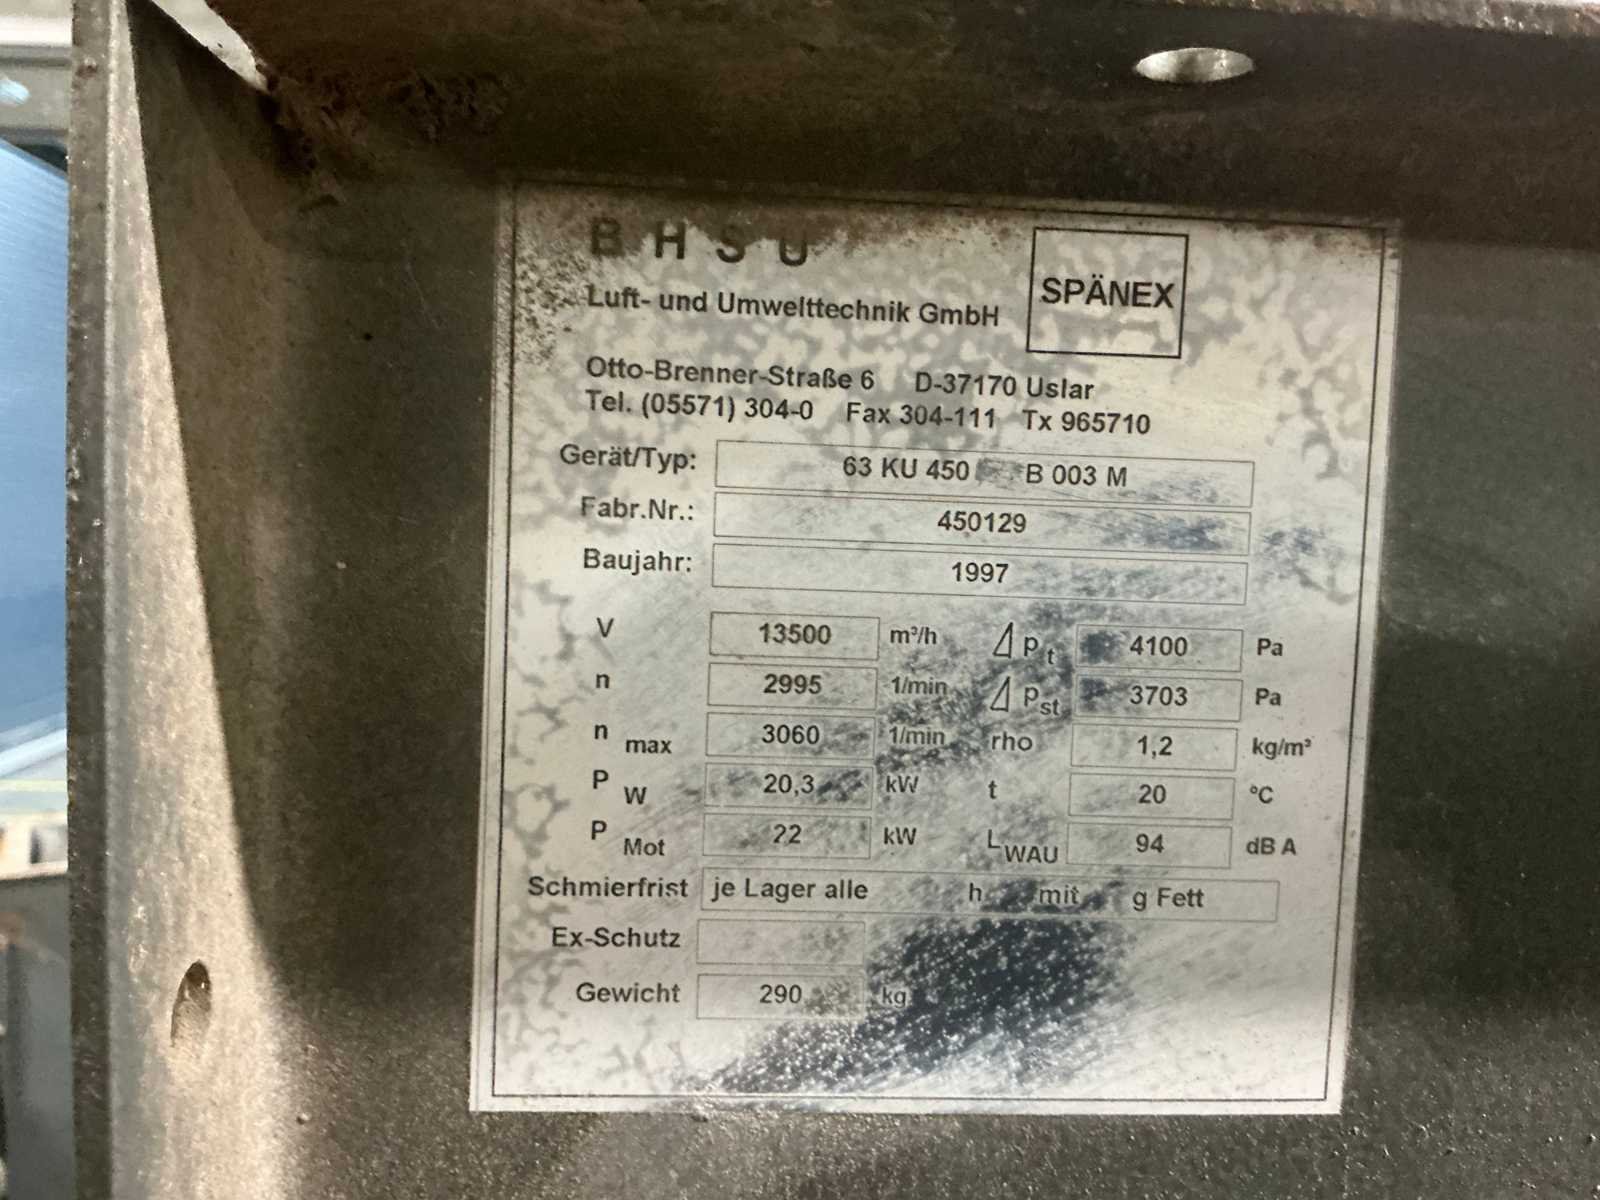 B H S U
SPÄNEX
Luft- und Umwelttechnik GmbH
Otto-Brenner-Straße 6 D-37170 Uslar
Tel. (05571) 304-0 Fax 304-111 Tx 965710
Gerät/Typ: 63 KU 450 B 003 M
Fabr.Nr.: 450129
Baujahr: 1997
V 13500 m³/h Δ pt 4100 Pa
n 2995 1/min Δ pst 3703 Pa
n max 3060 1/min rho 1,2 kg/m³
P W 20,3 kW t 20 °C
P Mot 22 kW LWAU 94 dB A
Schmierfrist je Lager alle h mit g Fett
Ex-Schutz
Gewicht 290 kg